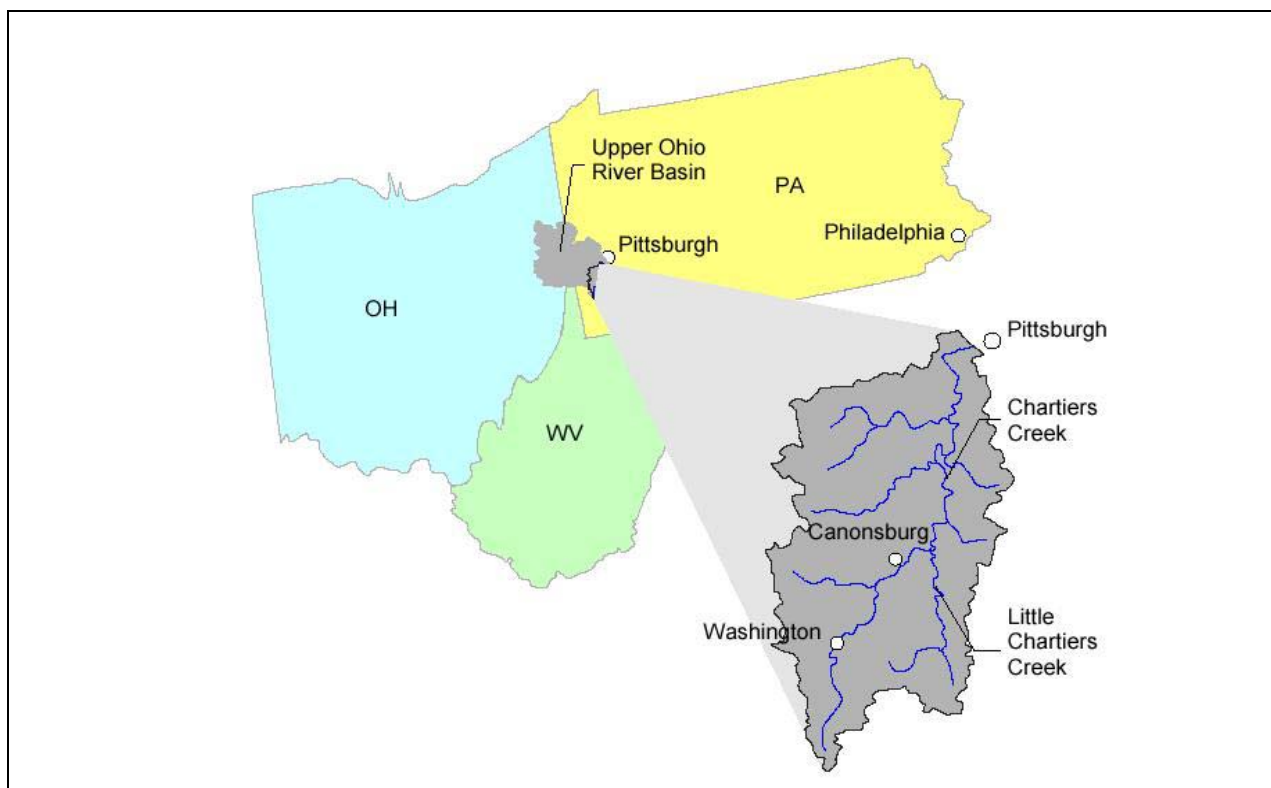 Upper Ohio
River Basin
PA
Philadelphia
Pittsburgh
OH
WV
Pittsburgh
Chartiers
Creek
Canonsburg
Washington
Little
Chartiers
Creek